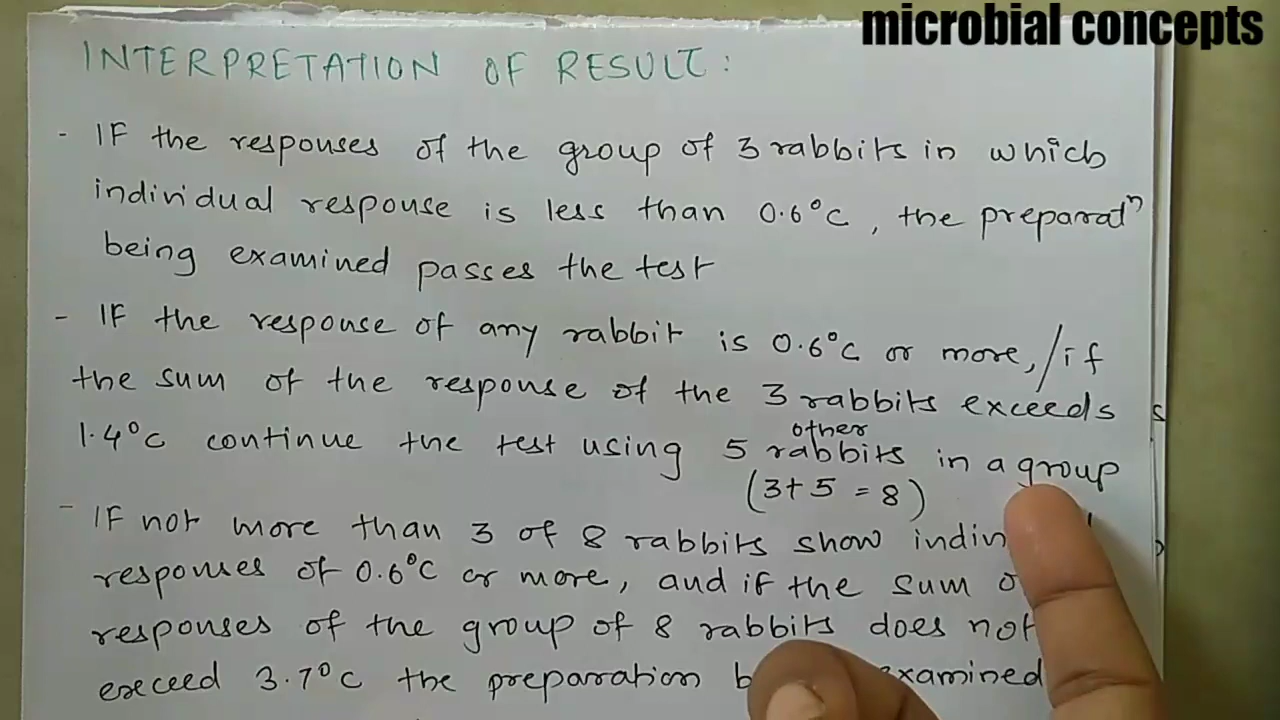 microbial concepts
INTERPRETATION OF RESULT:
- IF the responses of the group of 3 rabbits in which
individual response is less than 0.6°C, the preparatⁿ
being examined passes the test
- IF the response of any rabbit is 0.6°C or more, / if
the sum of the response of the 3 rabbits exceeds
other
1.4°C continue the test using 5 rabbits in a group
(3+5 = 8)
- IF not more than 3 of 8 rabbits show
responses of 0.6°C or more, and if the sum
responses of the group of 8 rabbits does not
exceed 3.7°C the preparation examined